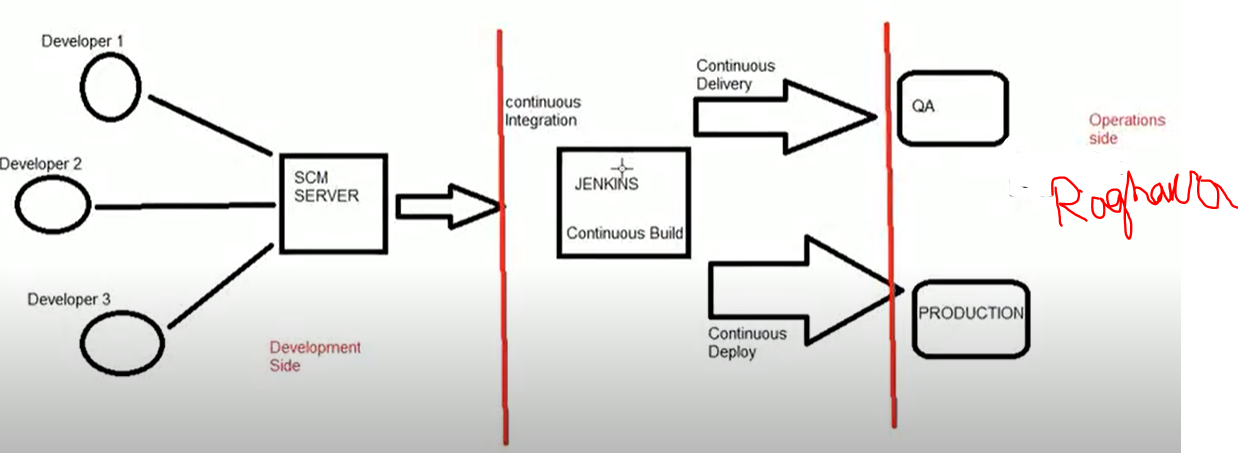 Developer 1
Developer 2
Developer 3
SCM
SERVER
Development
Side
continuous
Integration
JENKINS
Continuous Build
Continuous
Delivery
Continuous
Deploy
QA
PRODUCTION
Operations
side
Raghava